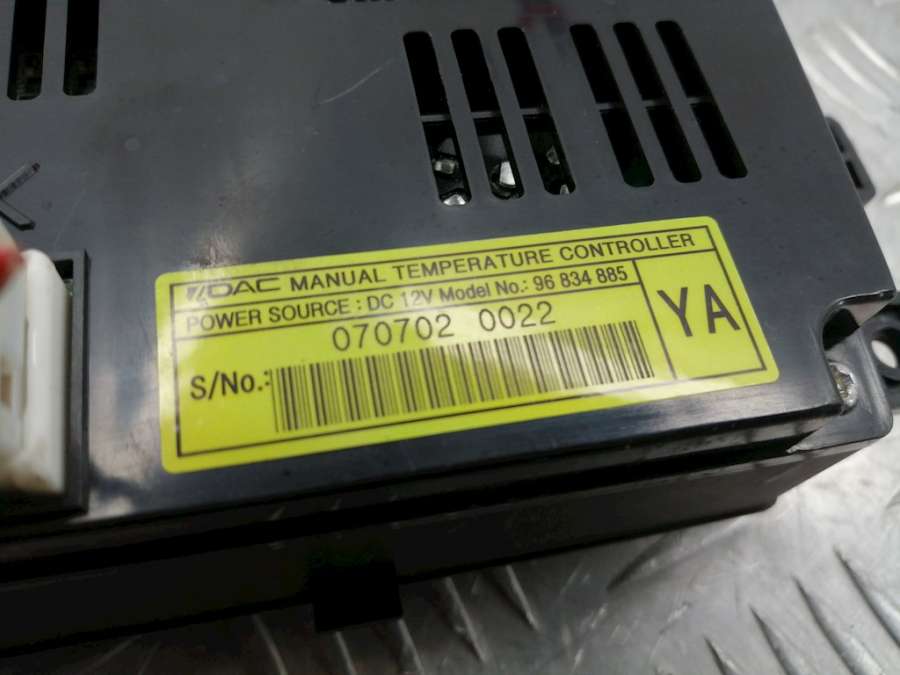 DAC MANUAL TEMPERATURE CONTROLLER
POWER SOURCE : DC 12V Model No.: 96 834 885
070702 0022
S/No.:
YA